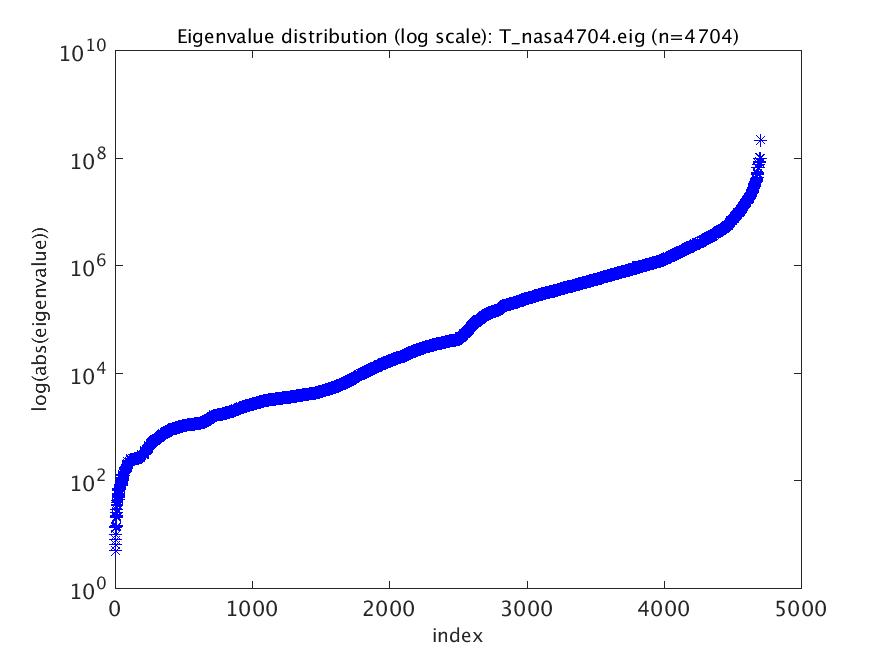 Eigenvalue distribution (log scale): T_nasa4704.eig (n=4704)
10^10
10^8
10^6
10^4
10^2
10^0
log(abs(eigenvalue))
0 1000 2000 3000 4000 5000
index